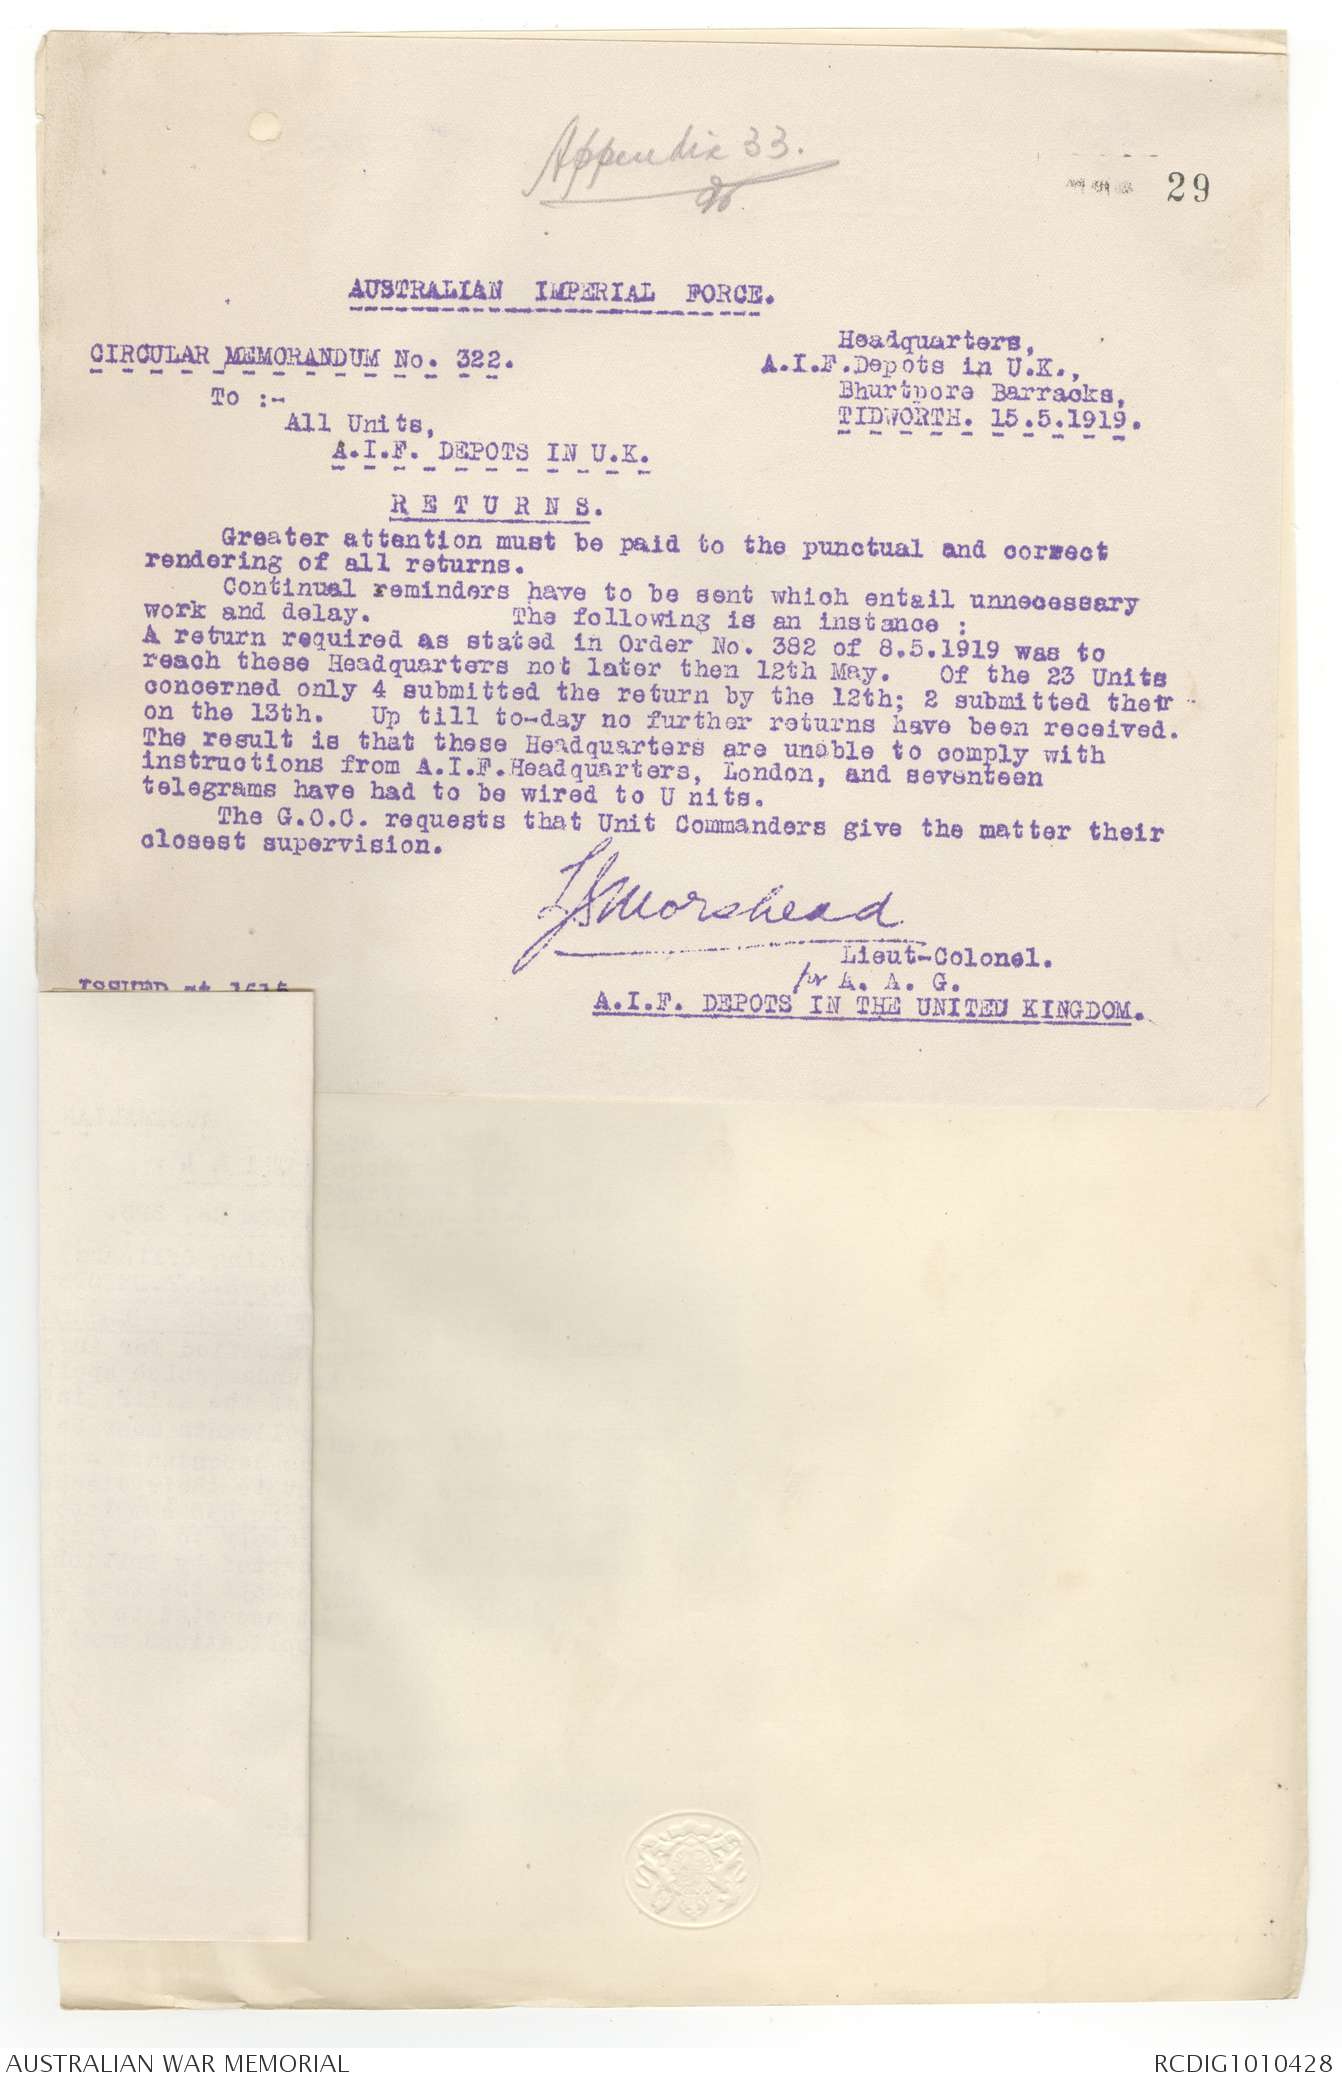 Appendix 33.
29
AUSTRALIAN IMPERIAL FORCE.
CIRCULAR MEMORANDUM No. 322.
Headquarters,
A.I.F.Depots in U.K.,
Bhurtpore Barracks,
TIDWORTH. 15.5.1919.
To :-
All Units,
A.I.F. DEPOTS IN U.K.
R E T U R N S.
Greater attention must be paid to the punctual and correct
rendering of all returns.
Continual reminders have to be sent which entail unnecessary
work and delay. The following is an instance :
A return required as stated in Order No. 382 of 8.5.1919 was to
reach these Headquarters not later then 12th May. Of the 23 Units
concerned only 4 submitted the return by the 12th; 2 submitted their
on the 13th. Up till to-day no further returns have been received.
The result is that these Headquarters are unable to comply with
instructions from A.I.F.Headquarters, London, and seventeen
telegrams have had to be wired to U nits.
The G.O.C. requests that Unit Commanders give the matter their
closest supervision.
LJMorshead
Lieut-Colonel.
for A. A. G.
A.I.F. DEPOTS IN THE UNITED KINGDOM.
ISSUED at 1615
AUSTRALIAN WAR MEMORIAL
RCDIG1010428